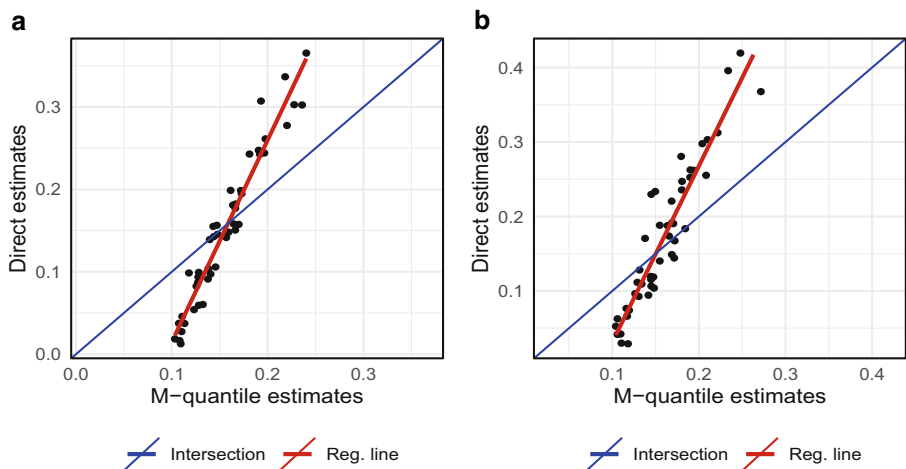 a
Direct estimates
0.3
0.2
0.1
0.0
0.0 0.1 0.2 0.3
M−quantile estimates
Intersection Reg. line
b
Direct estimates
0.4
0.3
0.2
0.1
0.1 0.2 0.3 0.4
M−quantile estimates
Intersection Reg. line